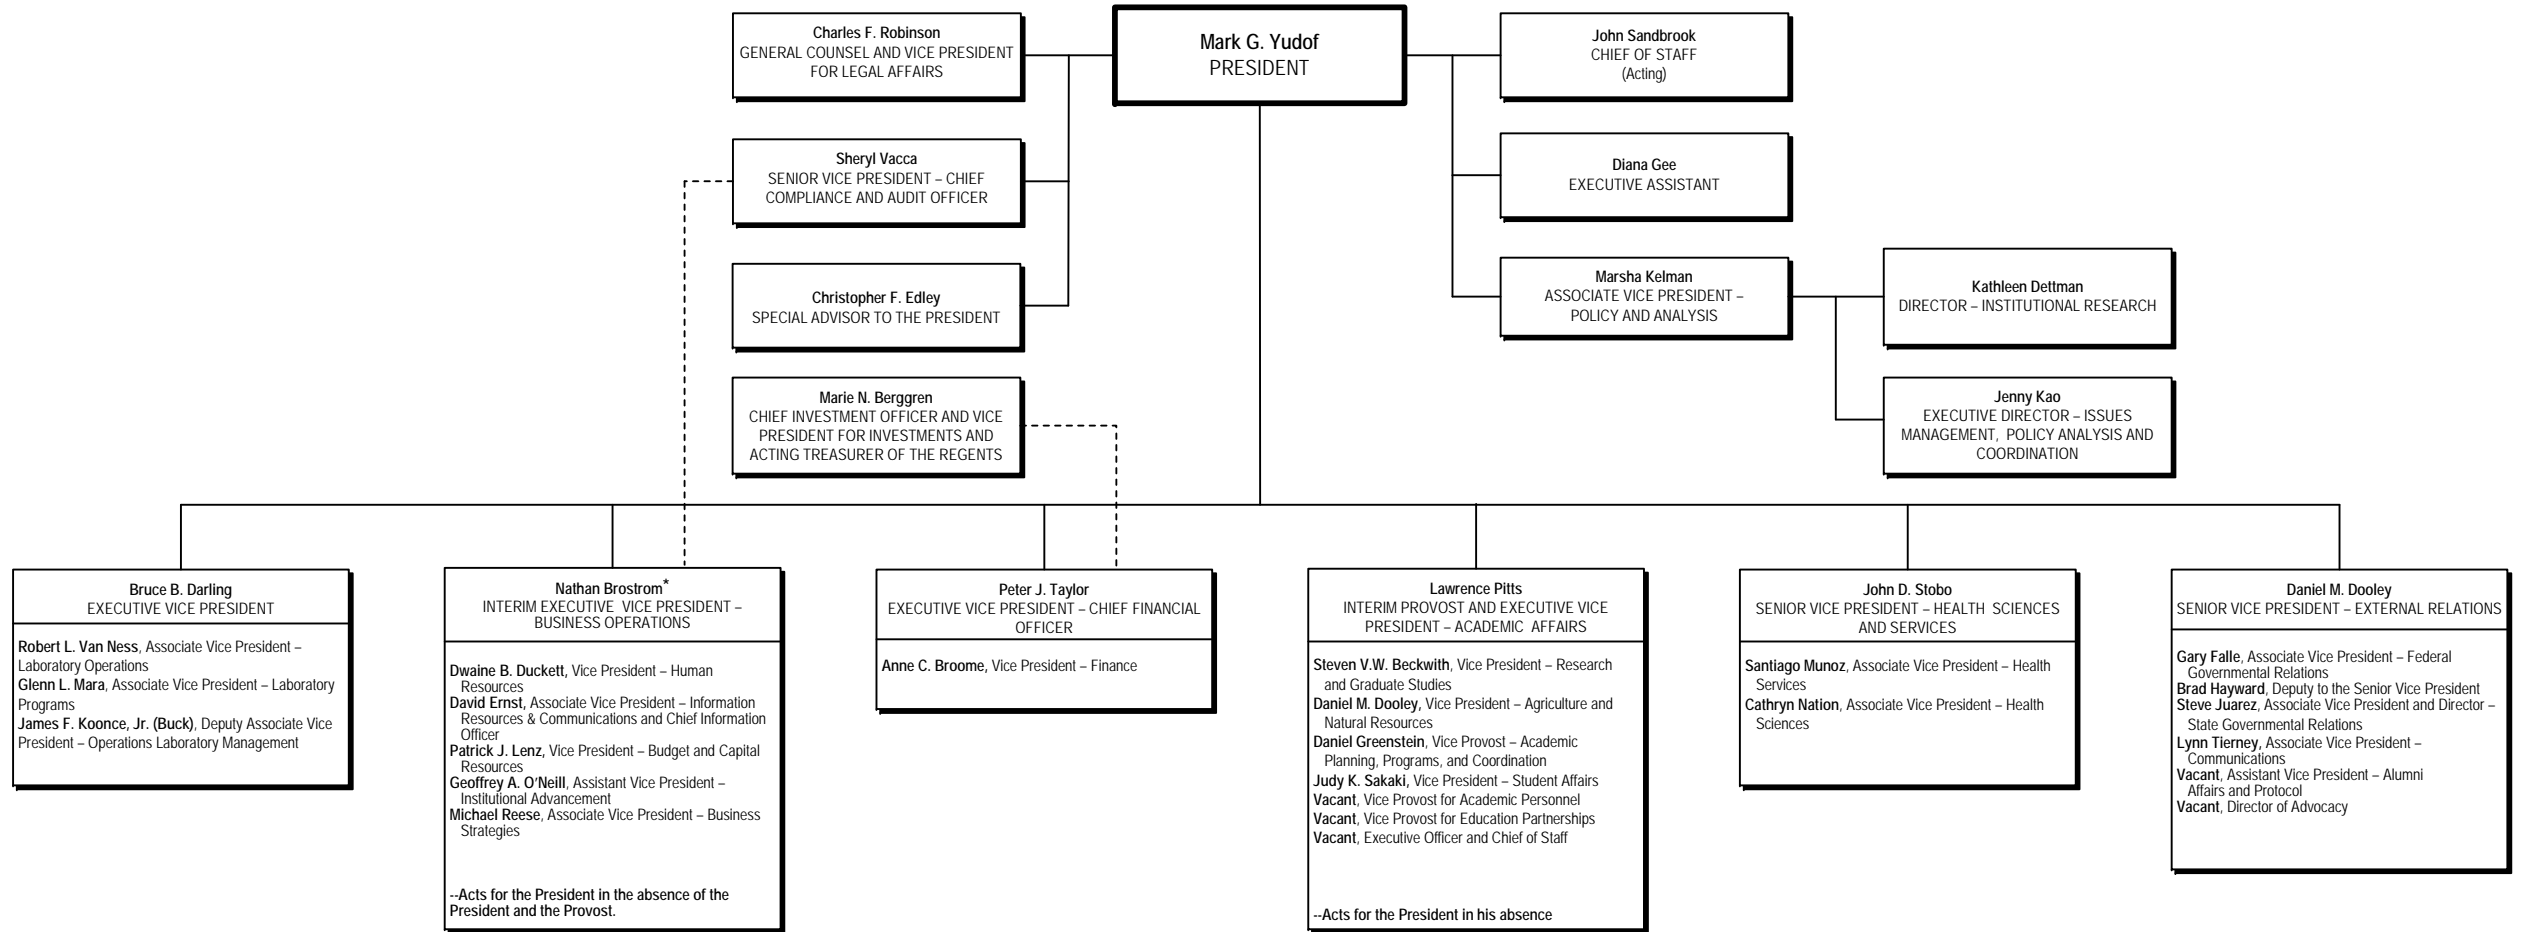 Charles F. Robinson
GENERAL COUNSEL AND VICE PRESIDENT
FOR LEGAL AFFAIRS
Mark G. Yudof
PRESIDENT
John Sandbrook
CHIEF OF STAFF
(Acting)
Sheryl Vacca
SENIOR VICE PRESIDENT – CHIEF
COMPLIANCE AND AUDIT OFFICER
Diana Gee
EXECUTIVE ASSISTANT
Christopher F. Edley
SPECIAL ADVISOR TO THE PRESIDENT
Marsha Kelman
ASSOCIATE VICE PRESIDENT –
POLICY AND ANALYSIS
Kathleen Dettman
DIRECTOR – INSTITUTIONAL RESEARCH
Marie N. Berggren
CHIEF INVESTMENT OFFICER AND VICE
PRESIDENT FOR INVESTMENTS AND
ACTING TREASURER OF THE REGENTS
Jenny Kao
EXECUTIVE DIRECTOR – ISSUES
MANAGEMENT, POLICY ANALYSIS AND
COORDINATION
Bruce B. Darling
EXECUTIVE VICE PRESIDENT
Robert L. Van Ness, Associate Vice President –
Laboratory Operations
Glenn L. Mara, Associate Vice President – Laboratory
Programs
James F. Koonce, Jr. (Buck), Deputy Associate Vice
President – Operations Laboratory Management
Nathan Brostrom*
INTERIM EXECUTIVE VICE PRESIDENT –
BUSINESS OPERATIONS
Dwaine B. Duckett, Vice President – Human
Resources
David Ernst, Associate Vice President – Information
Resources & Communications and Chief Information
Officer
Patrick J. Lenz, Vice President – Budget and Capital
Resources
Geoffrey A. O’Neill, Assistant Vice President –
Institutional Advancement
Michael Reese, Associate Vice President – Business
Strategies
--Acts for the President in the absence of the
President and the Provost.
Peter J. Taylor
EXECUTIVE VICE PRESIDENT – CHIEF FINANCIAL
OFFICER
Anne C. Broome, Vice President – Finance
Lawrence Pitts
INTERIM PROVOST AND EXECUTIVE VICE
PRESIDENT – ACADEMIC AFFAIRS
Steven V.W. Beckwith, Vice President – Research
and Graduate Studies
Daniel M. Dooley, Vice President – Agriculture and
Natural Resources
Daniel Greenstein, Vice Provost – Academic
Planning, Programs, and Coordination
Judy K. Sakaki, Vice President – Student Affairs
Vacant, Vice Provost for Academic Personnel
Vacant, Vice Provost for Education Partnerships
Vacant, Executive Officer and Chief of Staff
--Acts for the President in his absence
John D. Stobo
SENIOR VICE PRESIDENT – HEALTH SCIENCES
AND SERVICES
Santiago Munoz, Associate Vice President – Health
Services
Cathryn Nation, Associate Vice President – Health
Sciences
Daniel M. Dooley
SENIOR VICE PRESIDENT – EXTERNAL RELATIONS
Gary Falle, Associate Vice President – Federal
Governmental Relations
Brad Hayward, Deputy to the Senior Vice President
Steve Juarez, Associate Vice President and Director –
State Governmental Relations
Lynn Tierney, Associate Vice President –
Communications
Vacant, Assistant Vice President – Alumni
Affairs and Protocol
Vacant, Director of Advocacy